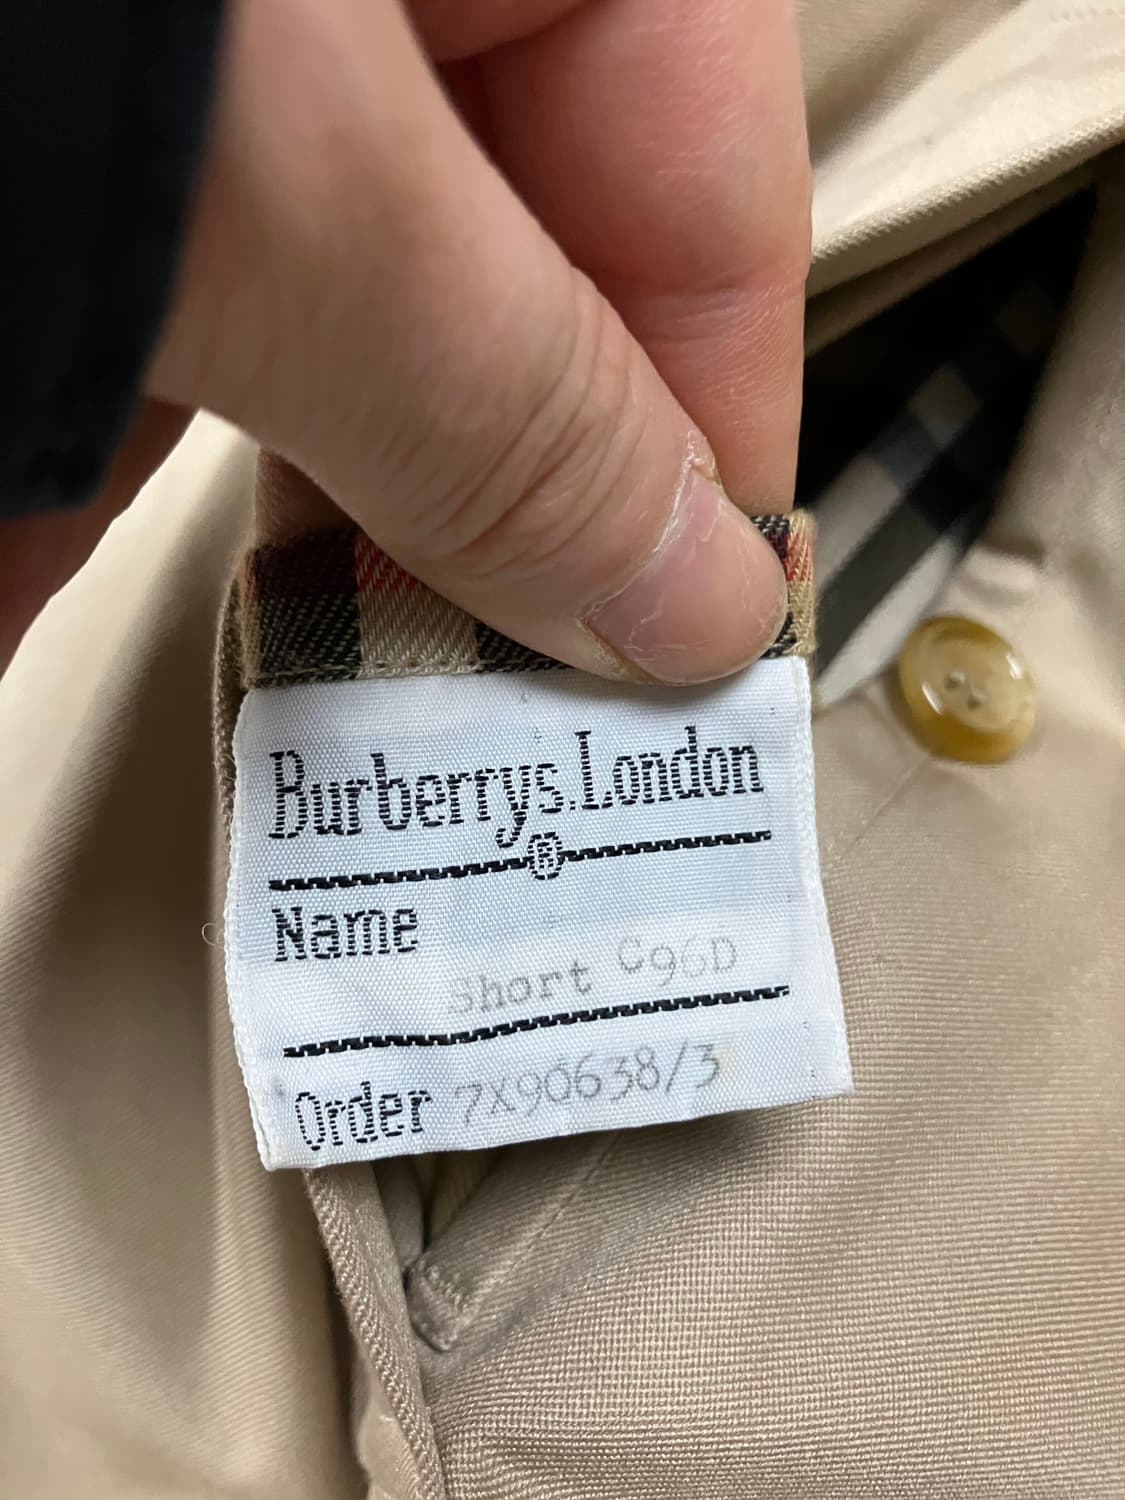 Burberrys.London
®
Name
Short C96D
Order 7X90638/3